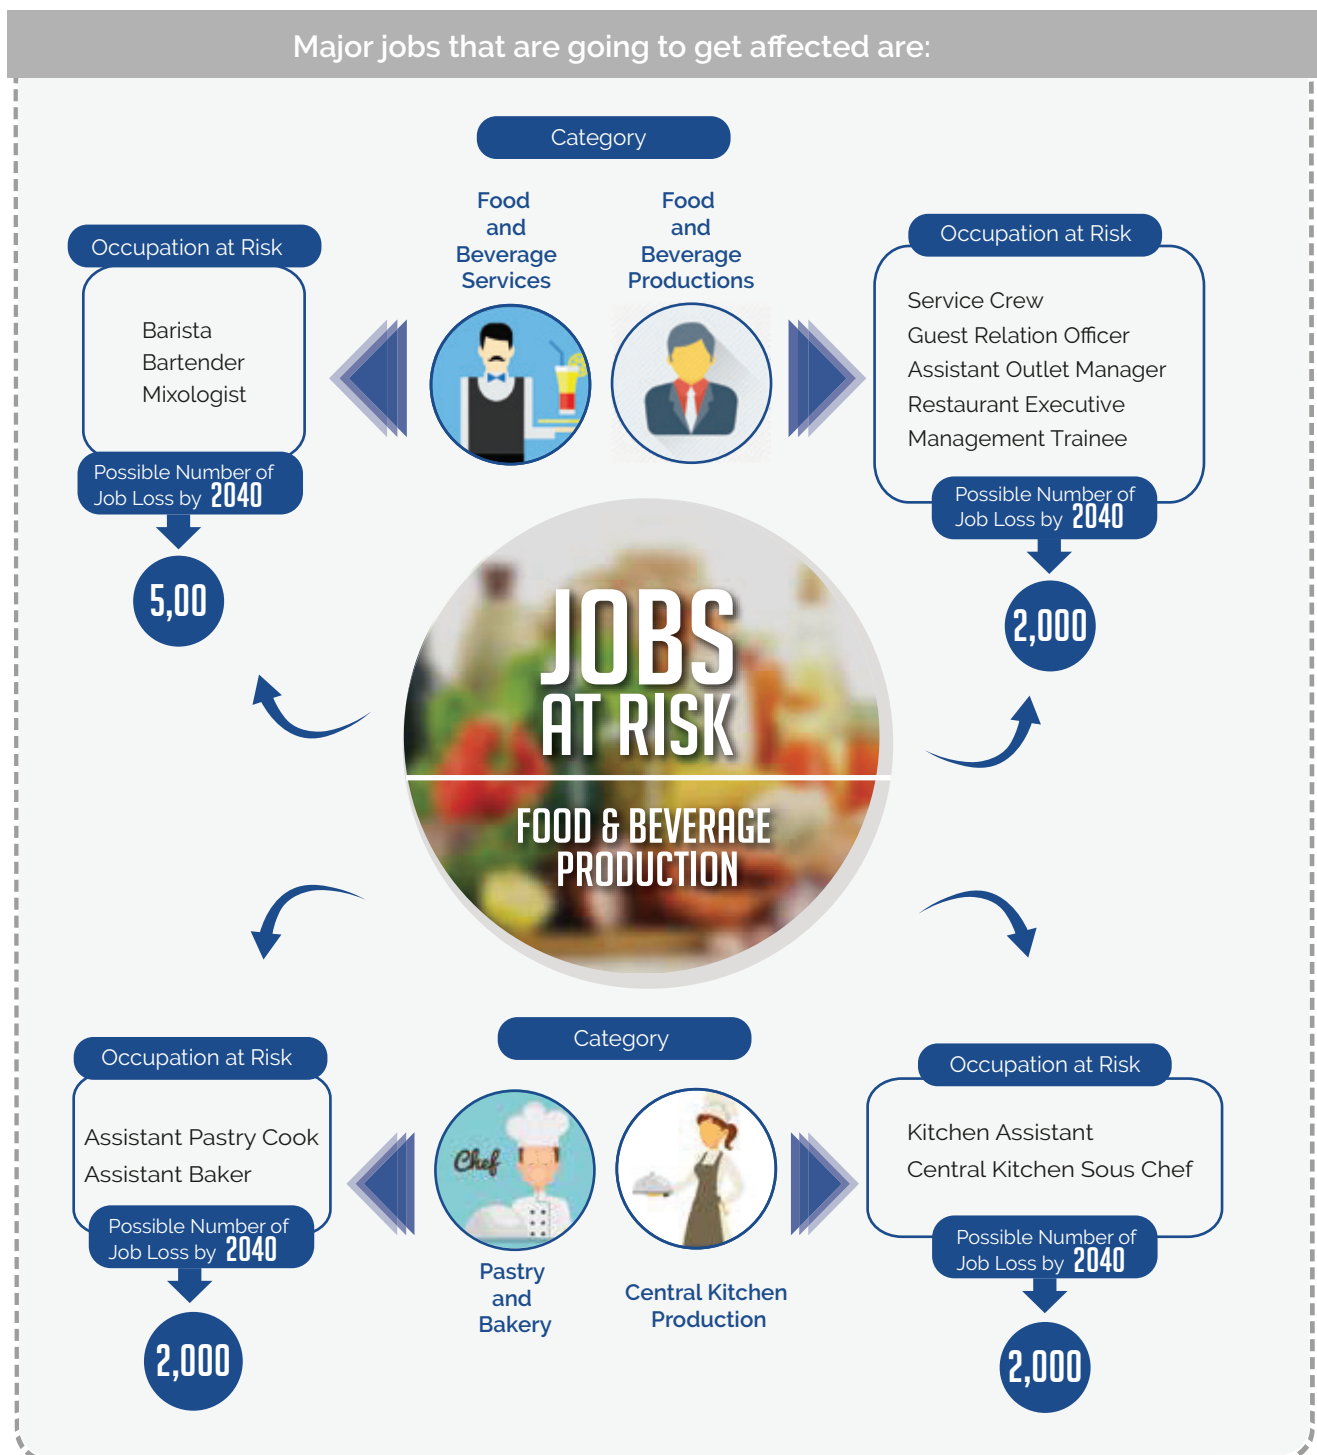 Major jobs that are going to get affected are:
Category
Food
and
Beverage
Services
Food
and
Beverage
Productions
Occupation at Risk
Barista
Bartender
Mixologist
Possible Number of
Job Loss by 2040
5,00
Occupation at Risk
Service Crew
Guest Relation Officer
Assistant Outlet Manager
Restaurant Executive
Management Trainee
Possible Number of
Job Loss by 2040
2,000
JOBS
AT RISK
FOOD & BEVERAGE
PRODUCTION
Category
Occupation at Risk
Assistant Pastry Cook
Assistant Baker
Possible Number of
Job Loss by 2040
2,000
Chef
Pastry
and
Bakery
Central Kitchen
Production
Occupation at Risk
Kitchen Assistant
Central Kitchen Sous Chef
Possible Number of
Job Loss by 2040
2,000